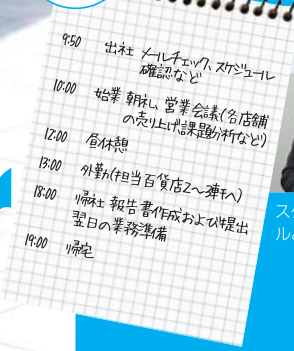 9:50 出社 メールチェック、スケジュール
確認など
10:00 始業 朝礼、営業会議(各店舗
の売り上げ課題分析など)
12:00 昼休憩
13:00 外勤(担当百貨店2〜3軒へ)
18:00 帰社 報告書作成および提出
翌日の業務準備
19:00 帰宅
ス
ル